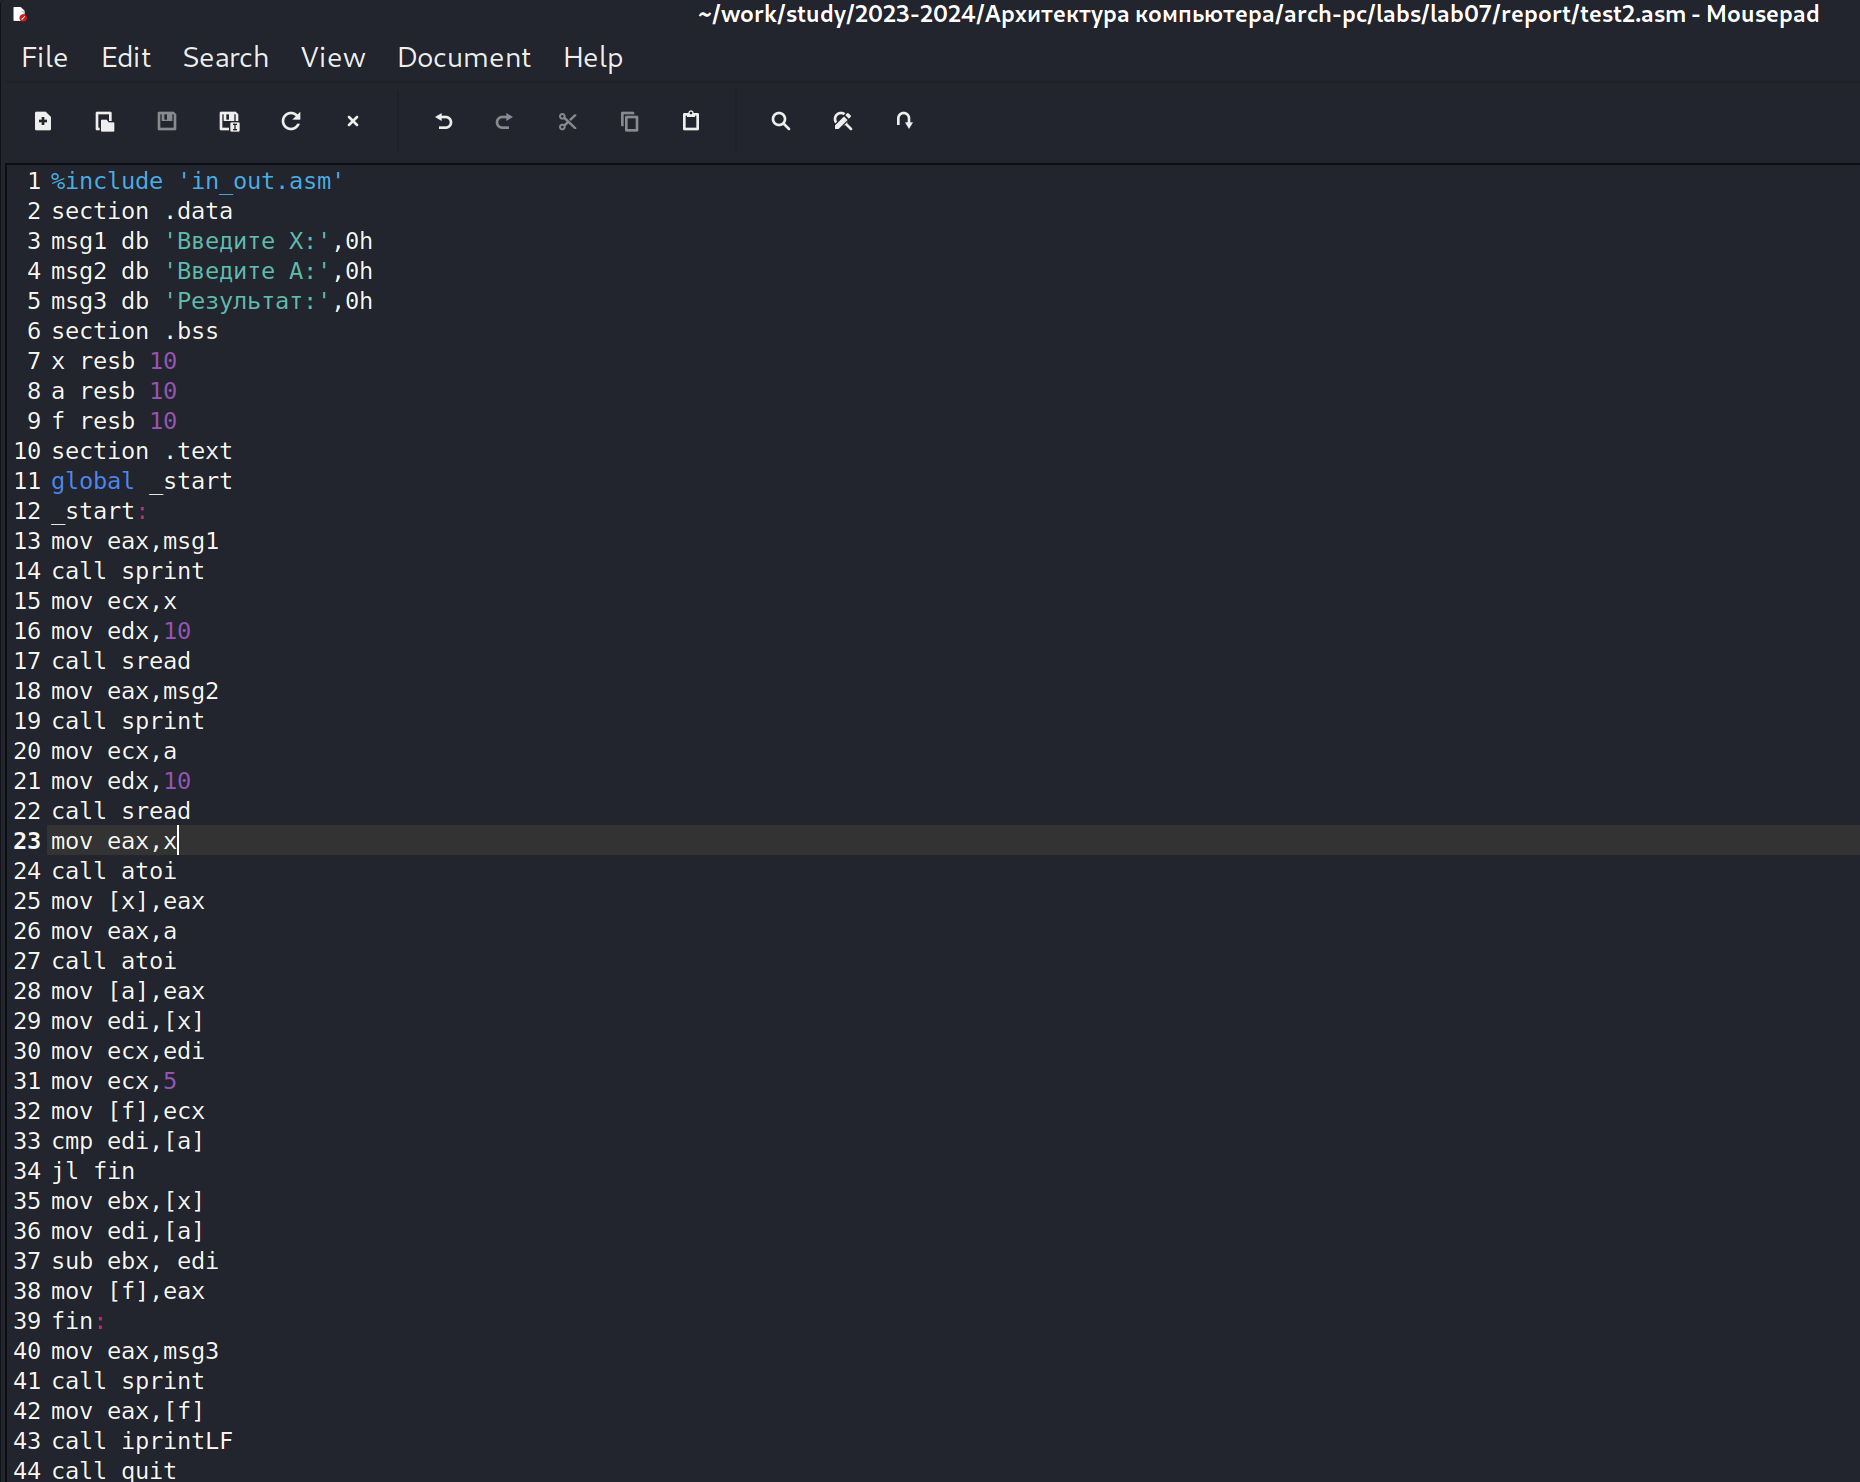 ~/work/study/2023-2024/Архитектура компьютера/arch-pc/labs/lab07/report/test2.asm - Mousepad
File Edit Search View Document Help
1 %include 'in_out.asm'
2 section .data
3 msg1 db 'Введите X:',0h
4 msg2 db 'Введите A:',0h
5 msg3 db 'Результат:',0h
6 section .bss
7 x resb 10
8 a resb 10
9 f resb 10
10 section .text
11 global _start
12 _start:
13 mov eax,msg1
14 call sprint
15 mov ecx,x
16 mov edx,10
17 call sread
18 mov eax,msg2
19 call sprint
20 mov ecx,a
21 mov edx,10
22 call sread
23 mov eax,x
24 call atoi
25 mov [x],eax
26 mov eax,a
27 call atoi
28 mov [a],eax
29 mov edi,[x]
30 mov ecx,edi
31 mov ecx,5
32 mov [f],ecx
33 cmp edi,[a]
34 jl fin
35 mov ebx,[x]
36 mov edi,[a]
37 sub ebx, edi
38 mov [f],eax
39 fin:
40 mov eax,msg3
41 call sprint
42 mov eax,[f]
43 call iprintLF
44 call quit